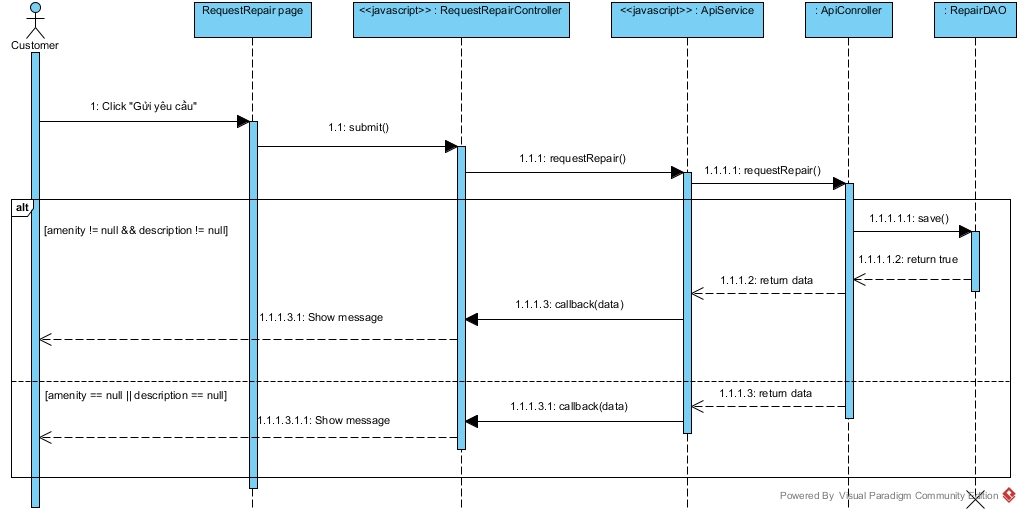 RequestRepair page
<<javascript>> : RequestRepairController
<<javascript>> : ApiService
: ApiConroller
: RepairDAO
Customer
1: Click "Gửi yêu cầu"
1.1: submit()
1.1.1: requestRepair()
1.1.1.1: requestRepair()
alt
[amenity != null && description != null]
1.1.1.1.1: save()
1.1.1.1.2: return true
1.1.1.2: return data
1.1.1.3: callback(data)
1.1.1.3.1: Show message
[amenity == null || description == null]
1.1.1.3: return data
1.1.1.3.1: callback(data)
1.1.1.3.1.1: Show message
Powered By Visual Paradigm Community Edition